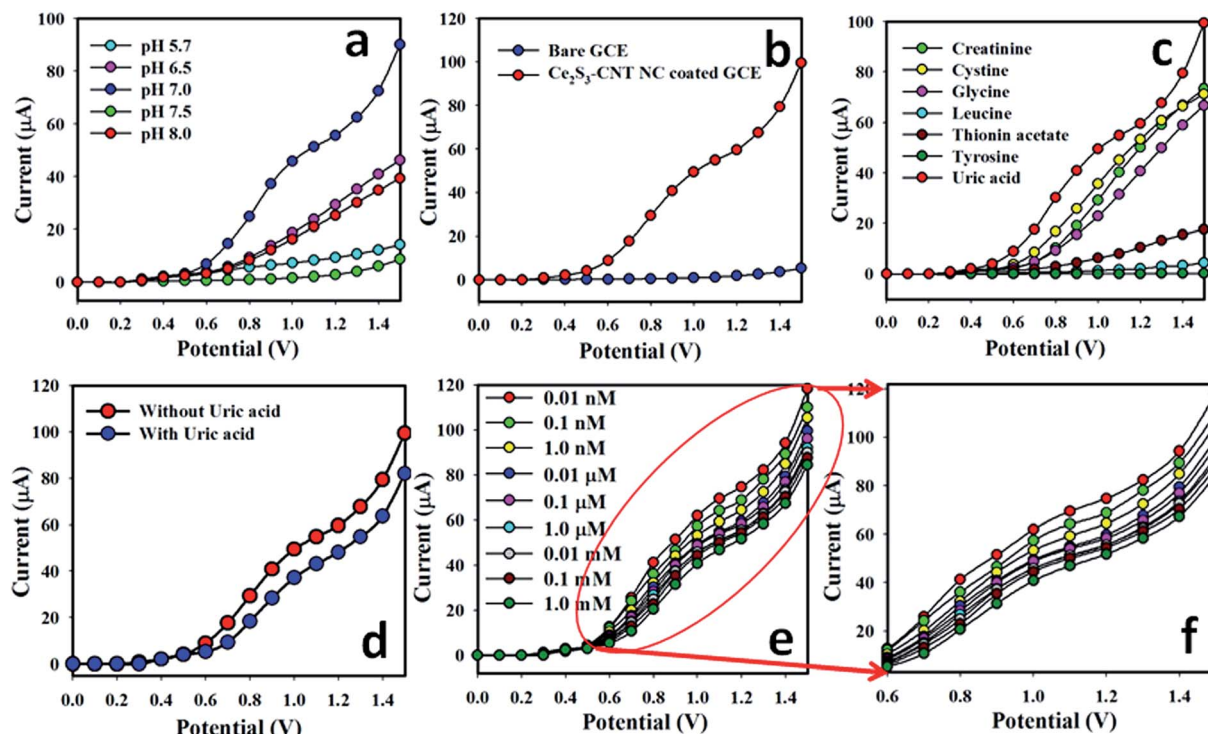 100
80
60
40
20
0
Current (µA)
pH 5.7
pH 6.5
pH 7.0
pH 7.5
pH 8.0
a
0.0 0.2 0.4 0.6 0.8 1.0 1.2 1.4
Potential (V)
120
100
80
60
40
20
0
Current (µA)
Bare GCE
Ce₂S₃-CNT NC coated GCE
b
0.0 0.2 0.4 0.6 0.8 1.0 1.2 1.4
Potential (V)
100
80
60
40
20
0
Current (µA)
Creatinine
Cystine
Glycine
Leucine
Thionin acetate
Tyrosine
Uric acid
c
0.0 0.2 0.4 0.6 0.8 1.0 1.2 1.4
Potential (V)
120
100
80
60
40
20
0
Current (µA)
Without Uric acid
With Uric acid
d
0.0 0.2 0.4 0.6 0.8 1.0 1.2 1.4
Potential (V)
120
100
80
60
40
20
0
Current (µA)
0.01 nM
0.1 nM
1.0 nM
0.01 µM
0.1 µM
1.0 µM
0.01 mM
0.1 mM
1.0 mM
e
0.0 0.2 0.4 0.6 0.8 1.0 1.2 1.4
Potential (V)
120
100
80
60
40
20
Current (µA)
f
0.6 0.8 1.0 1.2 1.4
Potential (V)